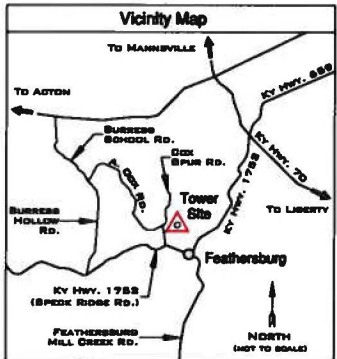 Vicinity Map
TO MANNSVILLE
KY HWY. 659
TO ACTON
BURRESS
SCHOOL RD.
COX
SPUR RD.
A. COX RD.
KY HWY. 70
KY HWY. 1752
Tower
Site
TO LIBERTY
BURRESS
HOLLOW
RD.
Feathersburg
KY HWY. 1752
(SPECK RIDGE RD.)
FEATHERSBURG
MILL CREEK RD.
NORTH
(NOT TO SCALE)